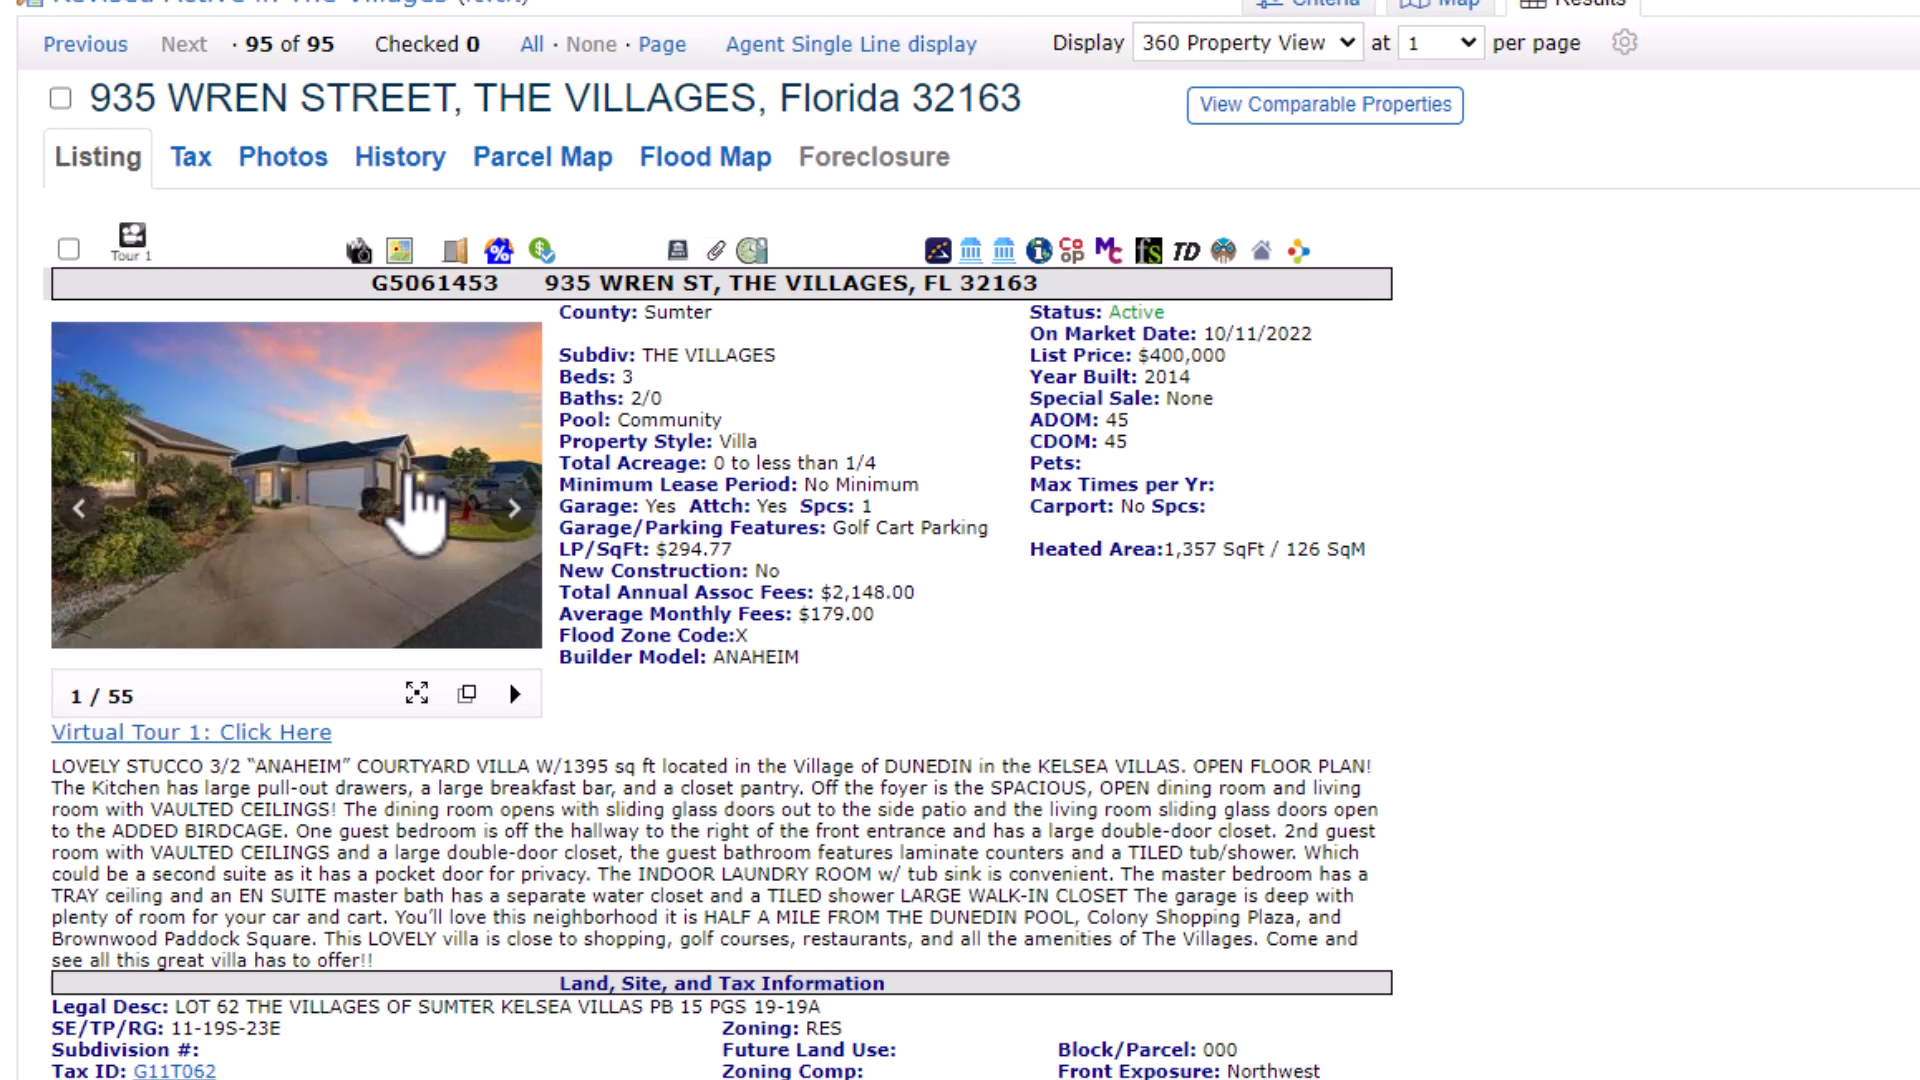 Revised Active in The Villages
Criteria Map Results
Previous Next · 95 of 95 Checked 0 All · None · Page Agent Single Line display Display 360 Property View at 1 per page
935 WREN STREET, THE VILLAGES, Florida 32163
View Comparable Properties
Listing Tax Photos History Parcel Map Flood Map Foreclosure
Tour 1
G5061453 935 WREN ST, THE VILLAGES, FL 32163
County: Sumter
Status: Active
On Market Date: 10/11/2022
Subdiv: THE VILLAGES
List Price: $400,000
Beds: 3
Year Built: 2014
Baths: 2/0
Special Sale: None
Pool: Community
ADOM: 45
Property Style: Villa
CDOM: 45
Total Acreage: 0 to less than 1/4
Pets:
Minimum Lease Period: No Minimum
Max Times per Yr:
Garage: Yes Attch: Yes Spcs: 1
Carport: No Spcs:
Garage/Parking Features: Golf Cart Parking
LP/SqFt: $294.77
Heated Area:1,357 SqFt / 126 SqM
New Construction: No
Total Annual Assoc Fees: $2,148.00
Average Monthly Fees: $179.00
Flood Zone Code:X
Builder Model: ANAHEIM
1 / 55
Virtual Tour 1: Click Here
LOVELY STUCCO 3/2 “ANAHEIM” COURTYARD VILLA W/1395 sq ft located in the Village of DUNEDIN in the KELSEA VILLAS. OPEN FLOOR PLAN!
The Kitchen has large pull-out drawers, a large breakfast bar, and a closet pantry. Off the foyer is the SPACIOUS, OPEN dining room and living
room with VAULTED CEILINGS! The dining room opens with sliding glass doors out to the side patio and the living room sliding glass doors open
to the ADDED BIRDCAGE. One guest bedroom is off the hallway to the right of the front entrance and has a large double-door closet. 2nd guest
room with VAULTED CEILINGS and a large double-door closet, the guest bathroom features laminate counters and a TILED tub/shower. Which
could be a second suite as it has a pocket door for privacy. The INDOOR LAUNDRY ROOM w/ tub sink is convenient. The master bedroom has a
TRAY ceiling and an EN SUITE master bath has a separate water closet and a TILED shower LARGE WALK-IN CLOSET The garage is deep with
plenty of room for your car and cart. You’ll love this neighborhood it is HALF A MILE FROM THE DUNEDIN POOL, Colony Shopping Plaza, and
Brownwood Paddock Square. This LOVELY villa is close to shopping, golf courses, restaurants, and all the amenities of The Villages. Come and
see all this great villa has to offer!!
Land, Site, and Tax Information
Legal Desc: LOT 62 THE VILLAGES OF SUMTER KELSEA VILLAS PB 15 PGS 19-19A
SE/TP/RG: 11-19S-23E
Zoning: RES
Subdivision #:
Future Land Use:
Block/Parcel: 000
Tax ID: G11T062
Zoning Comp:
Front Exposure: Northwest